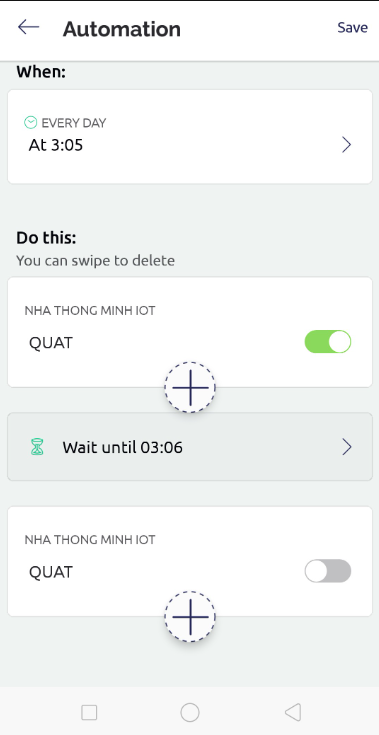 Automation
Save
When:
EVERY DAY
At 3:05
Do this:
You can swipe to delete
NHA THONG MINH IOT
QUAT
Wait until 03:06
NHA THONG MINH IOT
QUAT